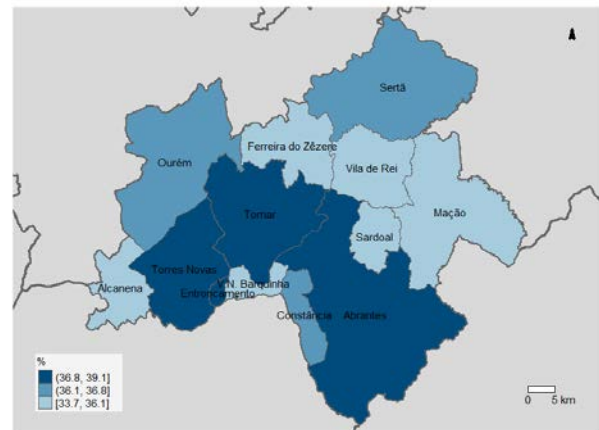 Sertã
Ferreira do Zêzere
Ourém
Vila de Rei
Tomar
Mação
Sardoal
Torres Novas
Alcanena
V.N. Barquinha
Entroncamento
Constância
Abrantes
%
(36.8, 39.1]
(36.1, 36.8]
[33.7, 36.1]
0 5 km